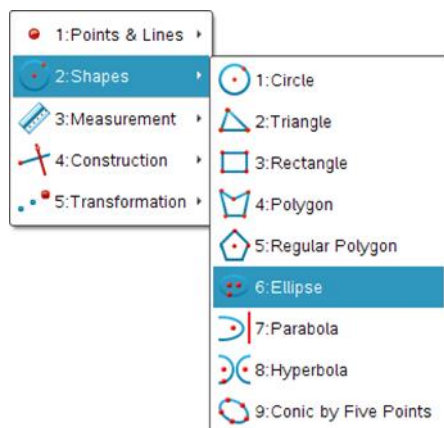 1:Points & Lines
2:Shapes
3:Measurement
4:Construction
5:Transformation
1:Circle
2:Triangle
3:Rectangle
4:Polygon
5:Regular Polygon
6:Ellipse
7:Parabola
8:Hyperbola
9:Conic by Five Points